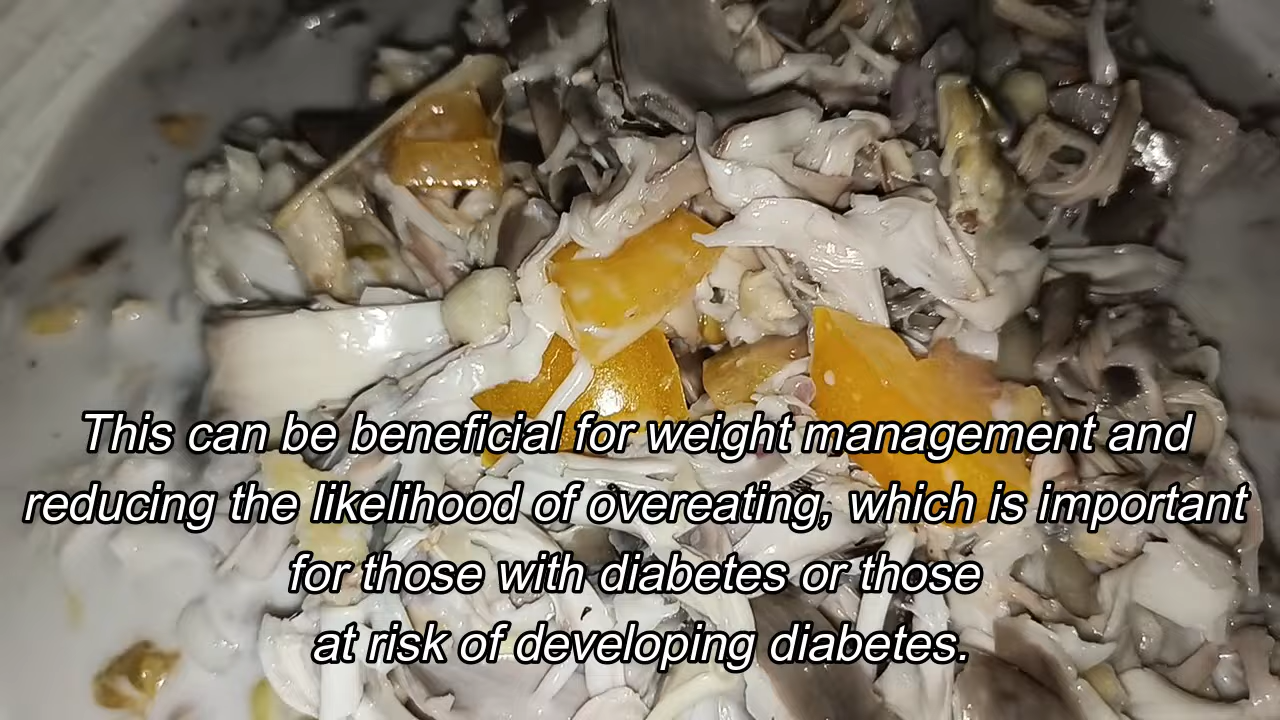 This can be beneficial for weight management and
reducing the likelihood of overeating, which is important
for those with diabetes or those
at risk of developing diabetes.